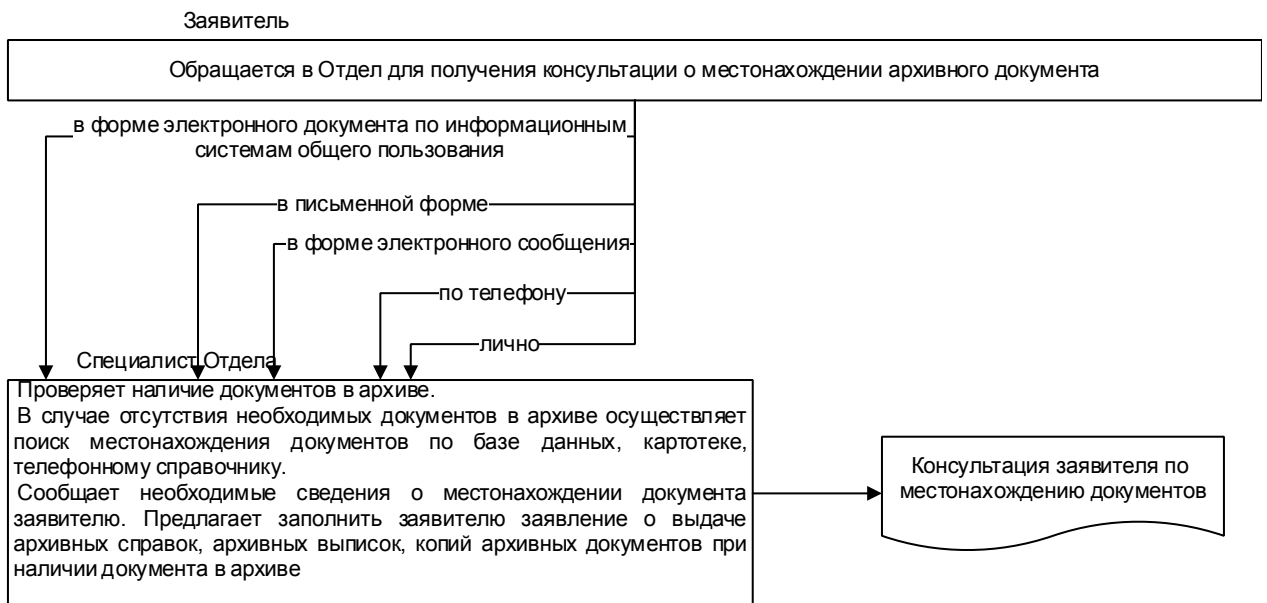 Заявитель
Обращается в Отдел для получения консультации о местонахождении архивного документа
в форме электронного документа по информационным
системам общего пользования
в письменной форме
в форме электронного сообщения
по телефону
лично
Специалист Отдела
Проверяет наличие документов в архиве.
В случае отсутствия необходимых документов в архиве осуществляет
поиск местонахождения документов по базе данных, картотеке,
телефонному справочнику.
Сообщает необходимые сведения о местонахождении документа
заявителю. Предлагает заполнить заявителю заявление о выдаче
архивных справок, архивных выписок, копий архивных документов при
наличии документа в архиве
Консультация заявителя по
местонахождению документов